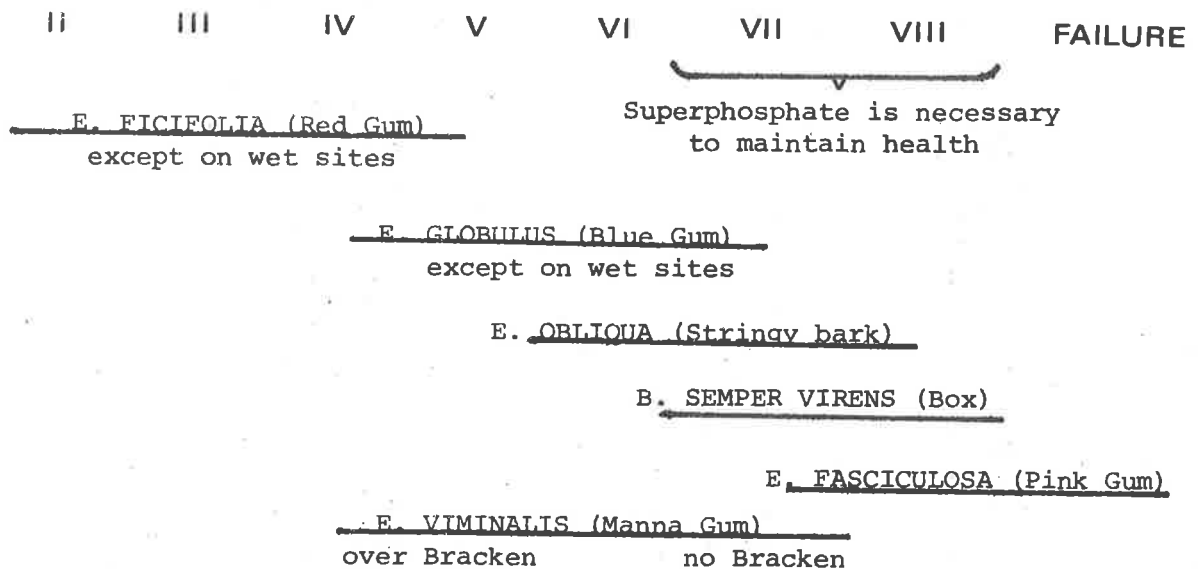 II III IV V VI VII VIII FAILURE
Superphosphate is necessary
to maintain health
E. FICIFOLIA (Red Gum)
except on wet sites
E. GLOBULUS (Blue Gum)
except on wet sites
E. OBLIQUA (Stringy bark)
B. SEMPER VIRENS (Box)
E. FASCICULOSA (Pink Gum)
E. VIMINALIS (Manna Gum)
over Bracken no Bracken